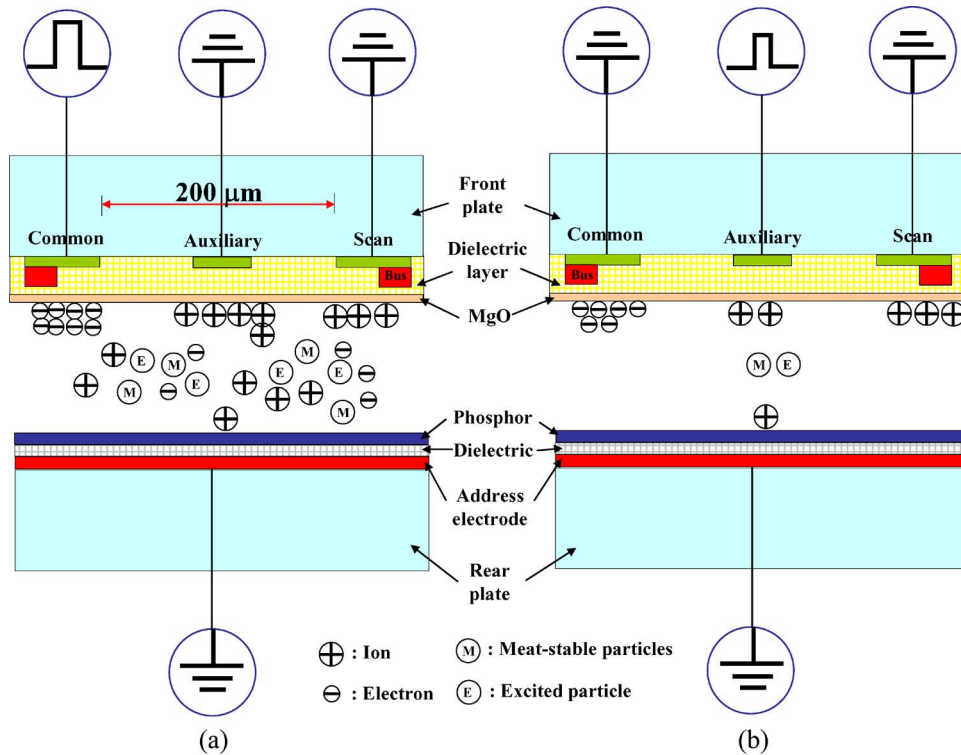 200 μm
Common
Auxiliary
Scan
Bus
Front
plate
Dielectric
layer
MgO
Common
Auxiliary
Scan
Bus
E
M
M
E
M
E
E
M
M
E
Phosphor
Dielectric
Address
electrode
Rear
plate
: Ion
M : Meat-stable particles
: Electron
E : Excited particle
(a)
(b)